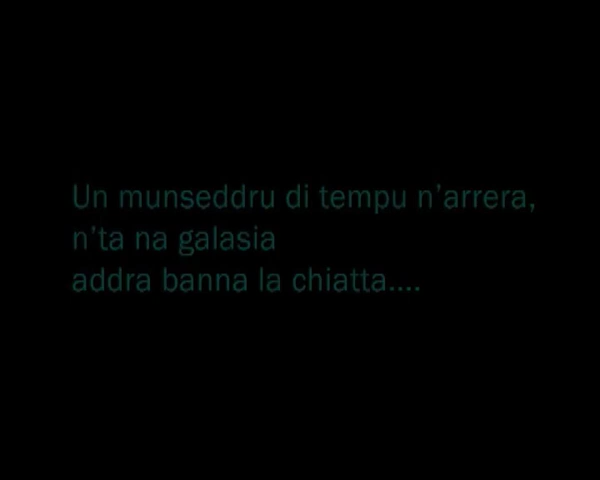 Un munseddru di tempu n’arrera,
n’ta na galasia
addra banna la chiatta....